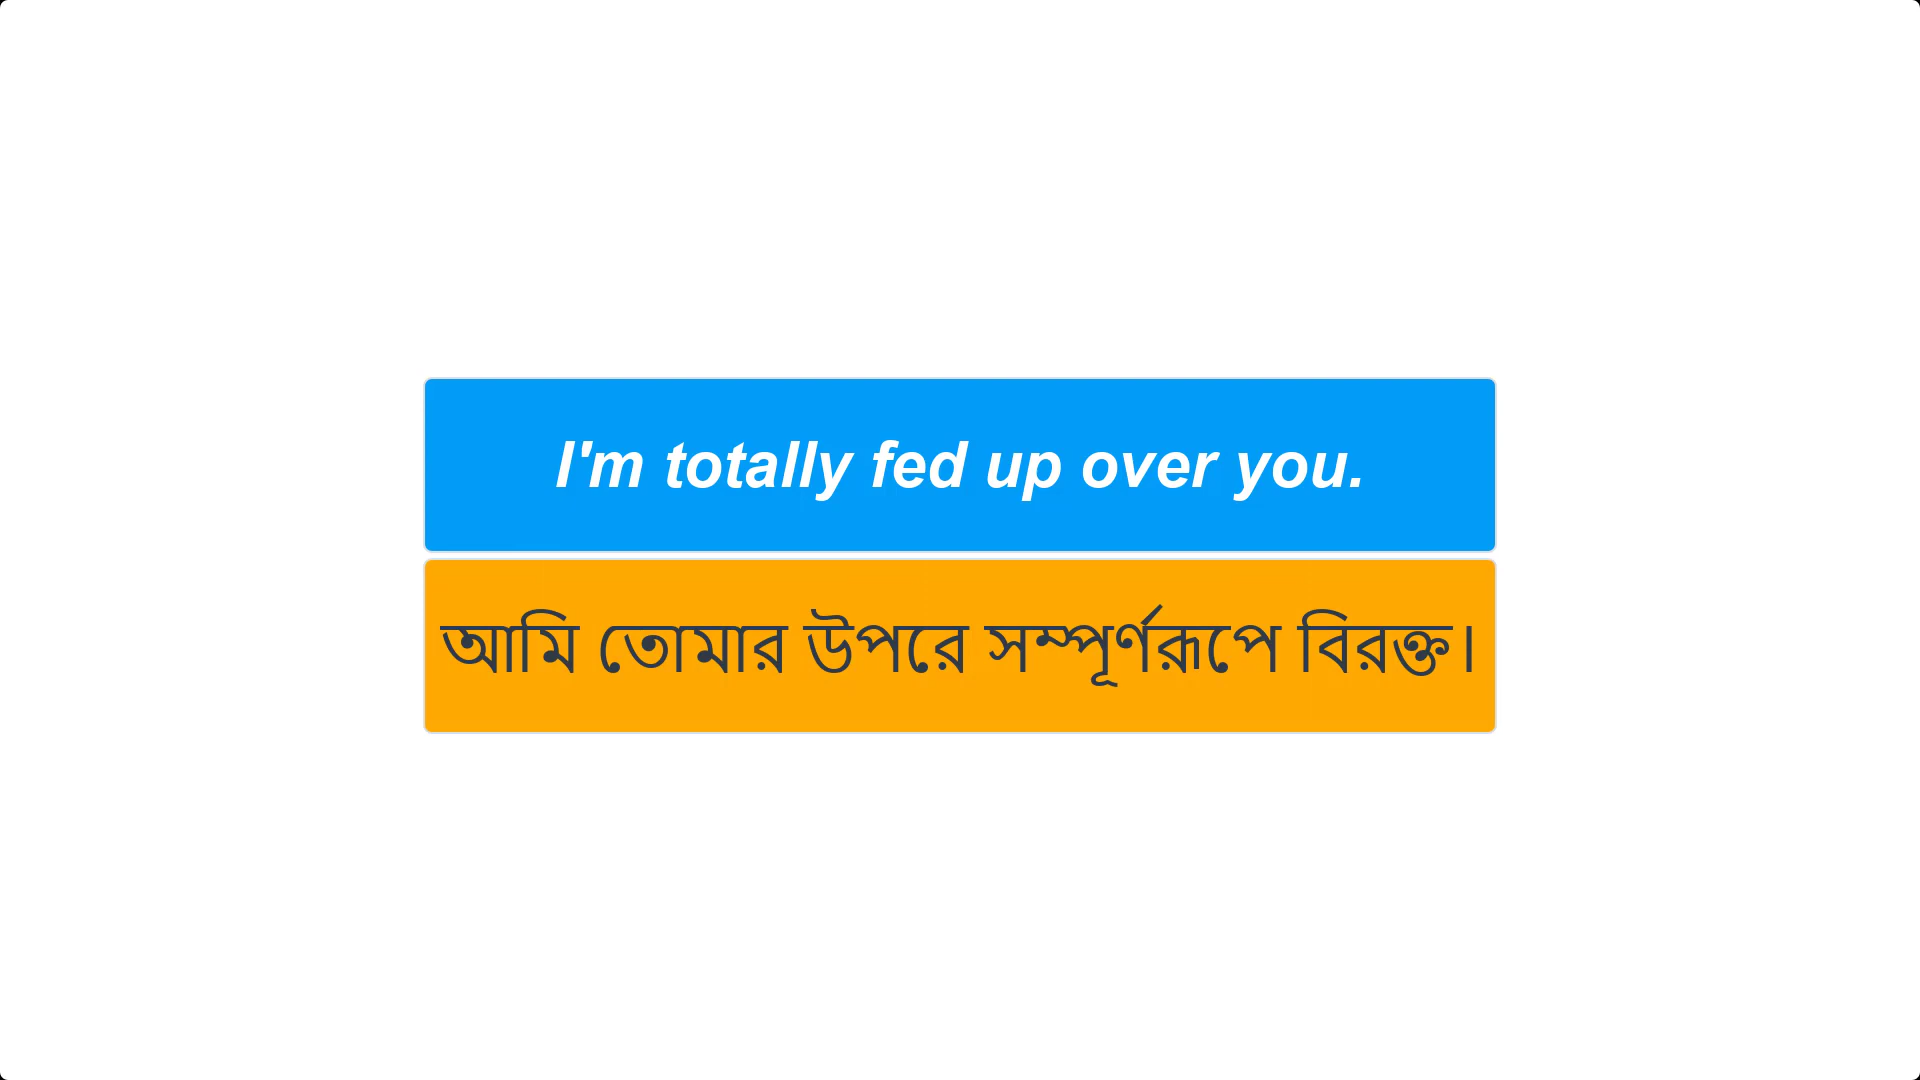 I'm totally fed up over you.
আমি তোমার উপরে সম্পূর্ণরূপে বিরক্ত।